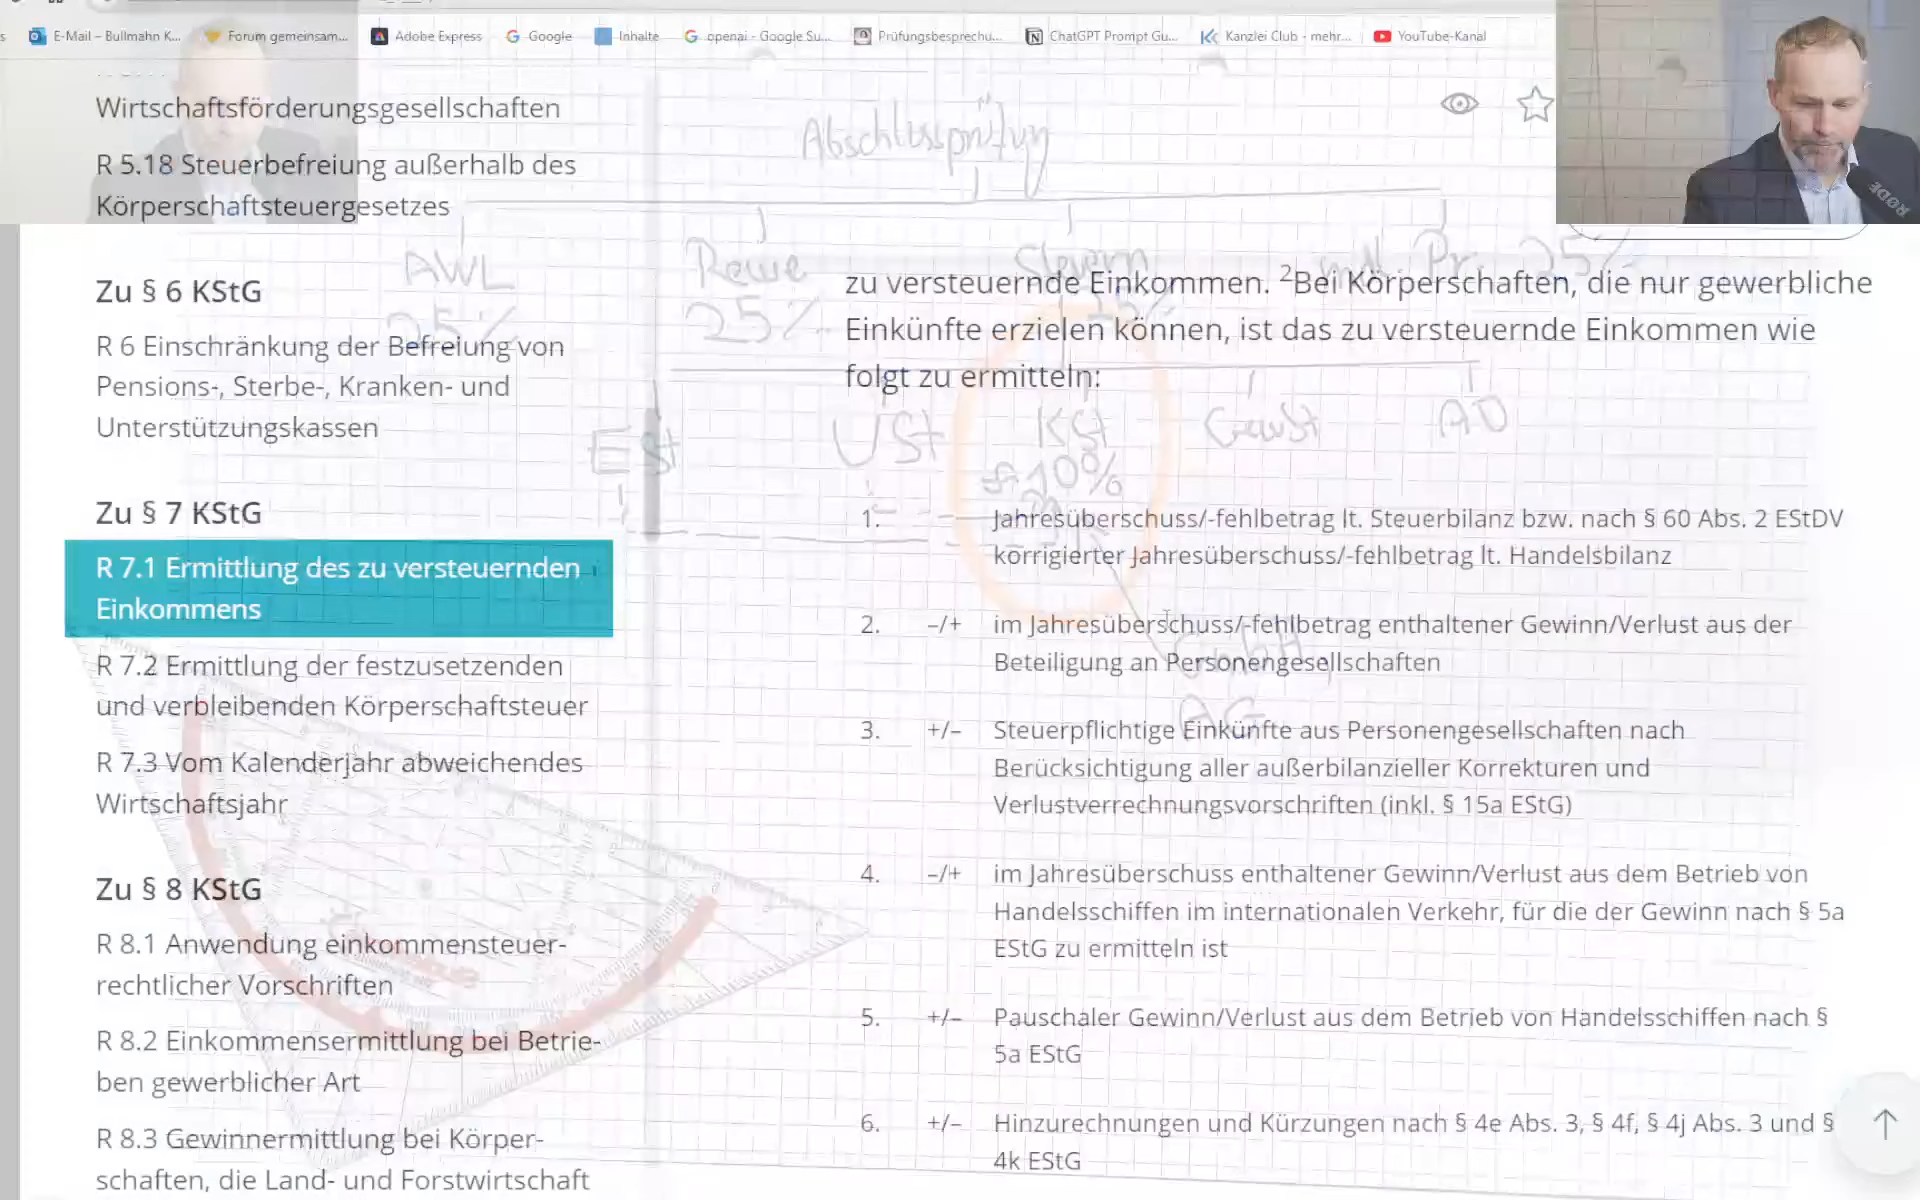 E-Mail – Bullmahn K...
Forum gemeinsam...
Adobe Express
Google
Inhalte
openai - Google Su...
Prüfungsbesprechu...
ChatGPT Prompt Gu...
Kanzlei Club - mehr...
YouTube-Kanal
Wirtschaftsförderungsgesellschaften
R 5.18 Steuerbefreiung außerhalb des
Körperschaftsteuergesetzes
Zu § 6 KStG
R 6 Einschränkung der Befreiung von
Pensions-, Sterbe-, Kranken- und
Unterstützungskassen
Zu § 7 KStG
R 7.1 Ermittlung des zu versteuernden
Einkommens
R 7.2 Ermittlung der festzusetzenden
und verbleibenden Körperschaftsteuer
R 7.3 Vom Kalenderjahr abweichendes
Wirtschaftsjahr
Zu § 8 KStG
R 8.1 Anwendung einkommensteuer-
rechtlicher Vorschriften
R 8.2 Einkommensermittlung bei Betrie-
ben gewerblicher Art
R 8.3 Gewinnermittlung bei Körper-
schaften, die Land- und Forstwirtschaft
zu versteuernde Einkommen. ²Bei Körperschaften, die nur gewerbliche
Einkünfte erzielen können, ist das zu versteuernde Einkommen wie
folgt zu ermitteln:
1. Jahresüberschuss/-fehlbetrag lt. Steuerbilanz bzw. nach § 60 Abs. 2 EStDV
korrigierter Jahresüberschuss/-fehlbetrag lt. Handelsbilanz
2. –/+ im Jahresüberschuss/-fehlbetrag enthaltener Gewinn/Verlust aus der
Beteiligung an Personengesellschaften
3. +/– Steuerpflichtige Einkünfte aus Personengesellschaften nach
Berücksichtigung aller außerbilanzieller Korrekturen und
Verlustverrechnungsvorschriften (inkl. § 15a EStG)
4. –/+ im Jahresüberschuss enthaltener Gewinn/Verlust aus dem Betrieb von
Handelsschiffen im internationalen Verkehr, für die der Gewinn nach § 5a
EStG zu ermitteln ist
5. +/– Pauschaler Gewinn/Verlust aus dem Betrieb von Handelsschiffen nach §
5a EStG
6. +/– Hinzurechnungen und Kürzungen nach § 4e Abs. 3, § 4f, § 4j Abs. 3 und §
4k EStG
Abschlussprüfung
AWL
25%
Rewe
25%
Steuern
25%
mdl. Pr. 25%
ESt
USt
KSt
≈ 10%
GewSt
AO
GmbH
AG
RØDE